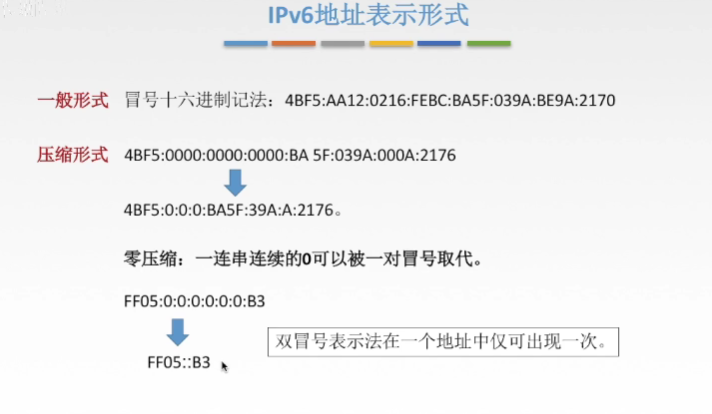 IPv6地址表示形式
一般形式 冒号十六进制记法：4BF5:AA12:0216:FEBC:BA5F:039A:BE9A:2170
压缩形式 4BF5:0000:0000:0000:BA 5F:039A:000A:2176
4BF5:0:0:0:BA5F:39A:A:2176。
零压缩：一连串连续的0可以被一对冒号取代。
FF05:0:0:0:0:0:0:B3
双冒号表示法在一个地址中仅可出现一次。
FF05::B3